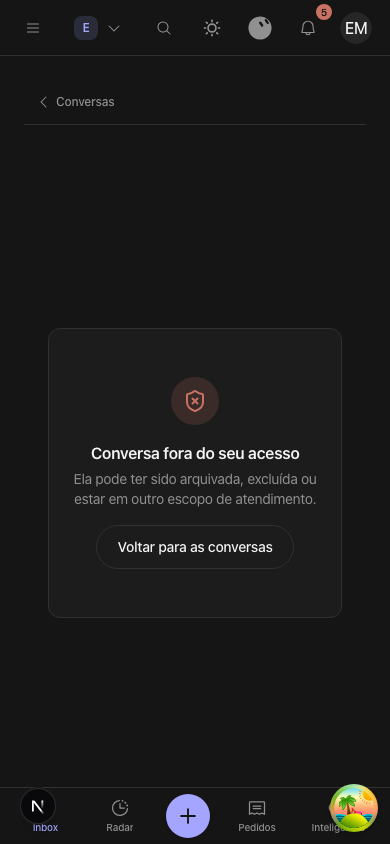 E
5
EM
Conversas
Conversa fora do seu acesso
Ela pode ter sido arquivada, excluída ou
estar em outro escopo de atendimento.
Voltar para as conversas
N
Inbox
Radar
Pedidos